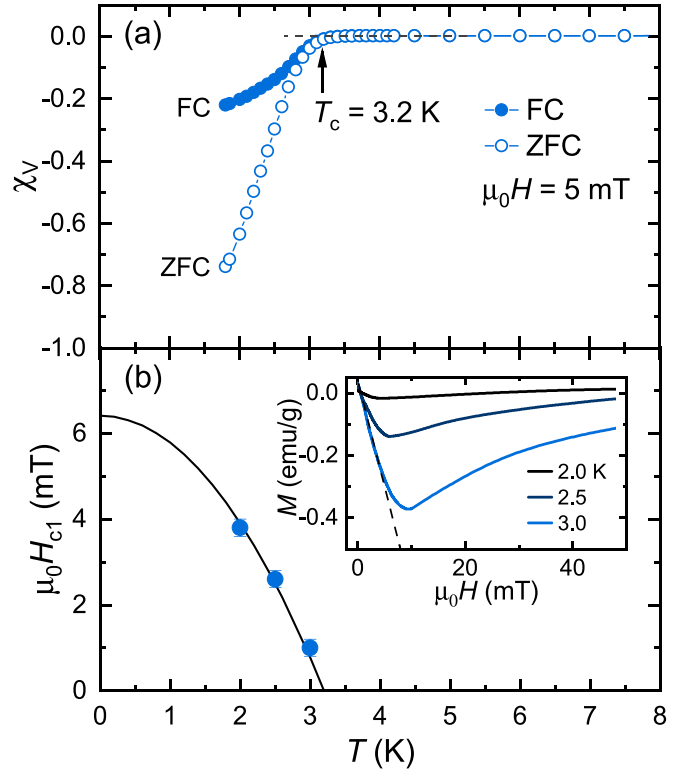 (a)
0.0
-0.2
-0.4
-0.6
-0.8
-1.0
χV
FC
ZFC
Tc = 3.2 K
FC
ZFC
μ0H = 5 mT
(b)
6
4
2
0
μ0Hc1 (mT)
0.0
-0.2
-0.4
M (emu/g)
2.0 K
2.5
3.0
0 20 40
μ0H (mT)
0 1 2 3 4 5 6 7 8
T (K)